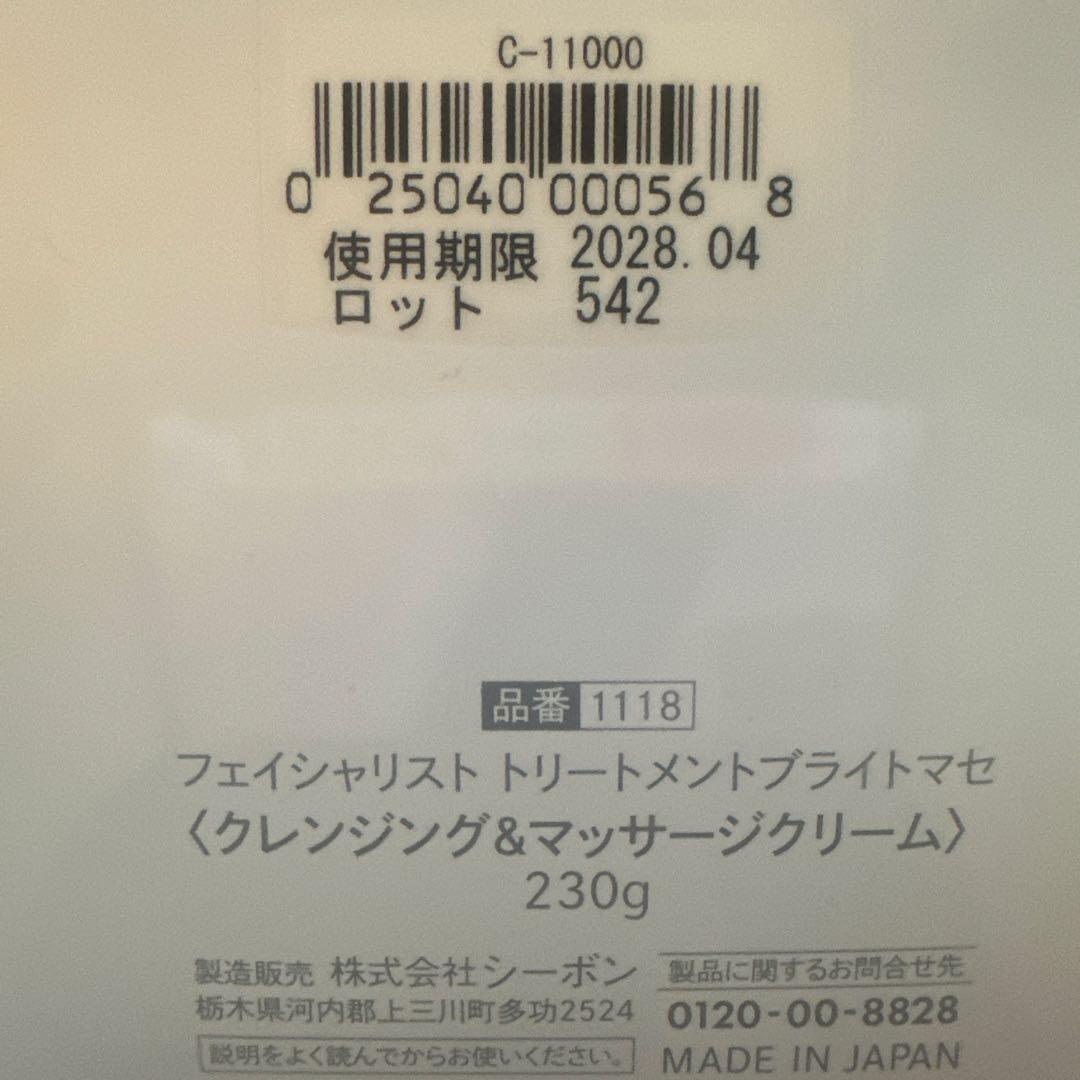 C-11000
0 25040 00056 8
使用期限 2028.04
ロット 542
品番 1118
フェイシャリスト トリートメントブライトマセ
〈クレンジング&マッサージクリーム〉
230g
製造販売 株式会社シーボン
栃木県河内郡上三川町多功2524
説明をよく読んでからお使いください。
製品に関するお問合せ先
0120-00-8828
MADE IN JAPAN